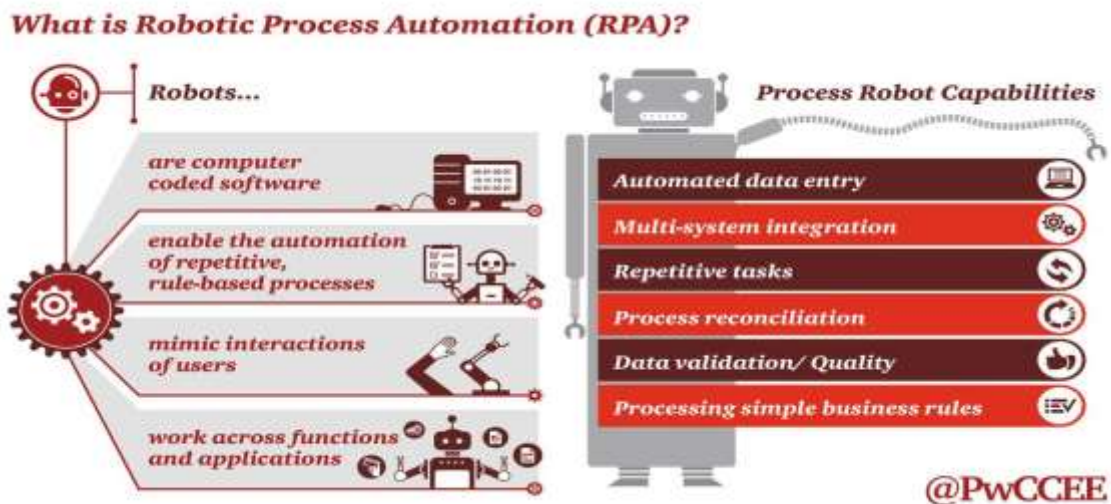 What is Robotic Process Automation (RPA)?
Robots...
are computer
coded software
enable the automation
of repetitive,
rule-based processes
mimic interactions
of users
work across functions
and applications
Process Robot Capabilities
Automated data entry
Multi-system integration
Repetitive tasks
Process reconciliation
Data validation/ Quality
Processing simple business rules
@PwCCEE